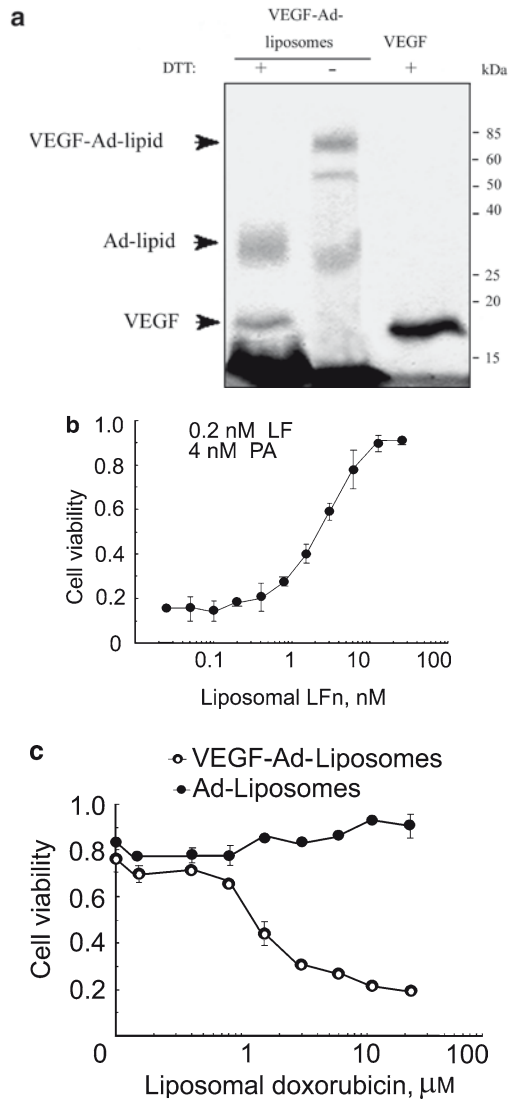 a
VEGF-Ad-
liposomes VEGF
DTT: + - + kDa
VEGF-Ad-lipid
Ad-lipid
VEGF
85
60
50
40
25
20
15
b
0.2 nM LF
4 nM PA
Cell viability
1.0
0.8
0.6
0.4
0.2
0
0.1 1 10 100
Liposomal LFn, nM
c
VEGF-Ad-Liposomes
Ad-Liposomes
Cell viability
1.0
0.8
0.6
0.4
0.2
0 1 10 100
Liposomal doxorubicin, μM